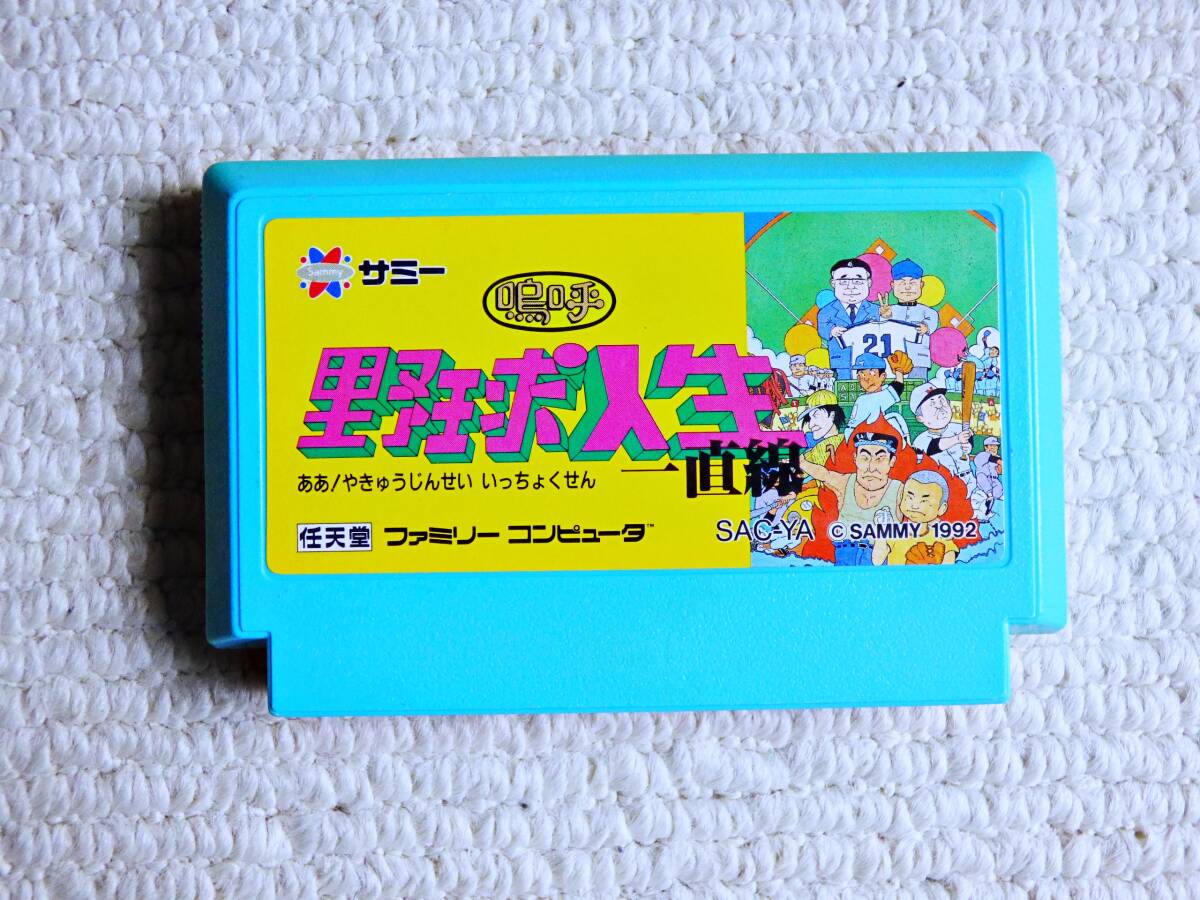 Sammy サミー
嗚呼
野球人生
一直線
ああ!やきゅうじんせい いっちょくせん
任天堂 ファミリー コンピュータ™
SAC-YA © SAMMY 1992
21